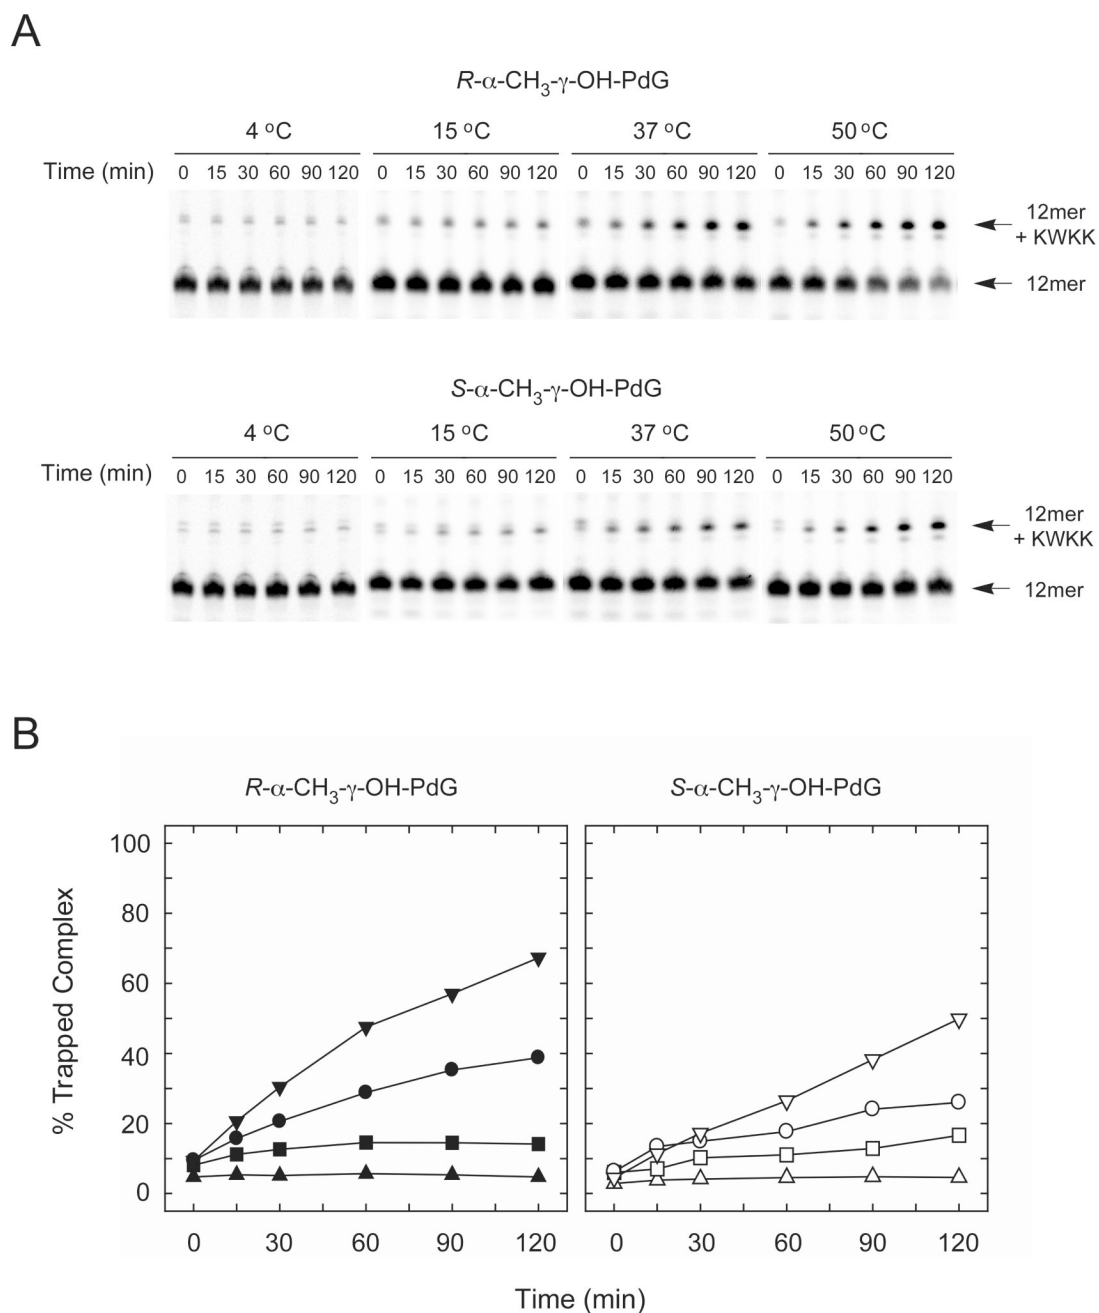 A
R-α-CH3-γ-OH-PdG
4 °C 15 °C 37 °C 50 °C
Time (min) 0 15 30 60 90 120 0 15 30 60 90 120 0 15 30 60 90 120 0 15 30 60 90 120
12mer
+ KWKK
12mer
S-α-CH3-γ-OH-PdG
4 °C 15 °C 37 °C 50 °C
Time (min) 0 15 30 60 90 120 0 15 30 60 90 120 0 15 30 60 90 120 0 15 30 60 90 120
12mer
+ KWKK
12mer
B
R-α-CH3-γ-OH-PdG S-α-CH3-γ-OH-PdG
% Trapped Complex
100
80
60
40
20
0
0 30 60 90 120 0 30 60 90 120
Time (min)